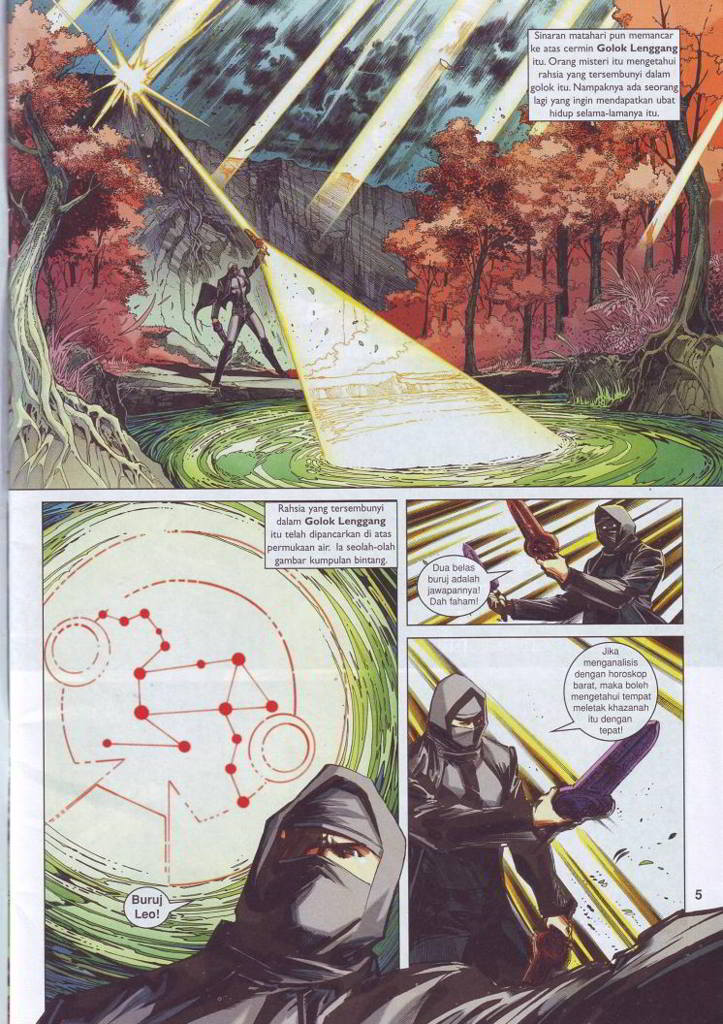 Sinaran matahari pun memancar
ke atas cermin Golok Lenggang
itu. Orang misteri itu mengetahui
rahsia yang tersembunyi dalam
golok itu. Nampaknya ada seorang
lagi yang ingin mendapatkan ubat
hidup selama-lamanya itu.
Rahsia yang tersembunyi
dalam Golok Lenggang
itu telah dipancarkan di atas
permukaan air. Ia seolah-olah
gambar kumpulan bintang.
Buruj
Leo!
Dua belas
buruj adalah
jawapannya!
Dah faham!
Jika
menganalisis
dengan horoskop
barat, maka boleh
mengetahui tempat
meletak khazanah
itu dengan
tepat!
5